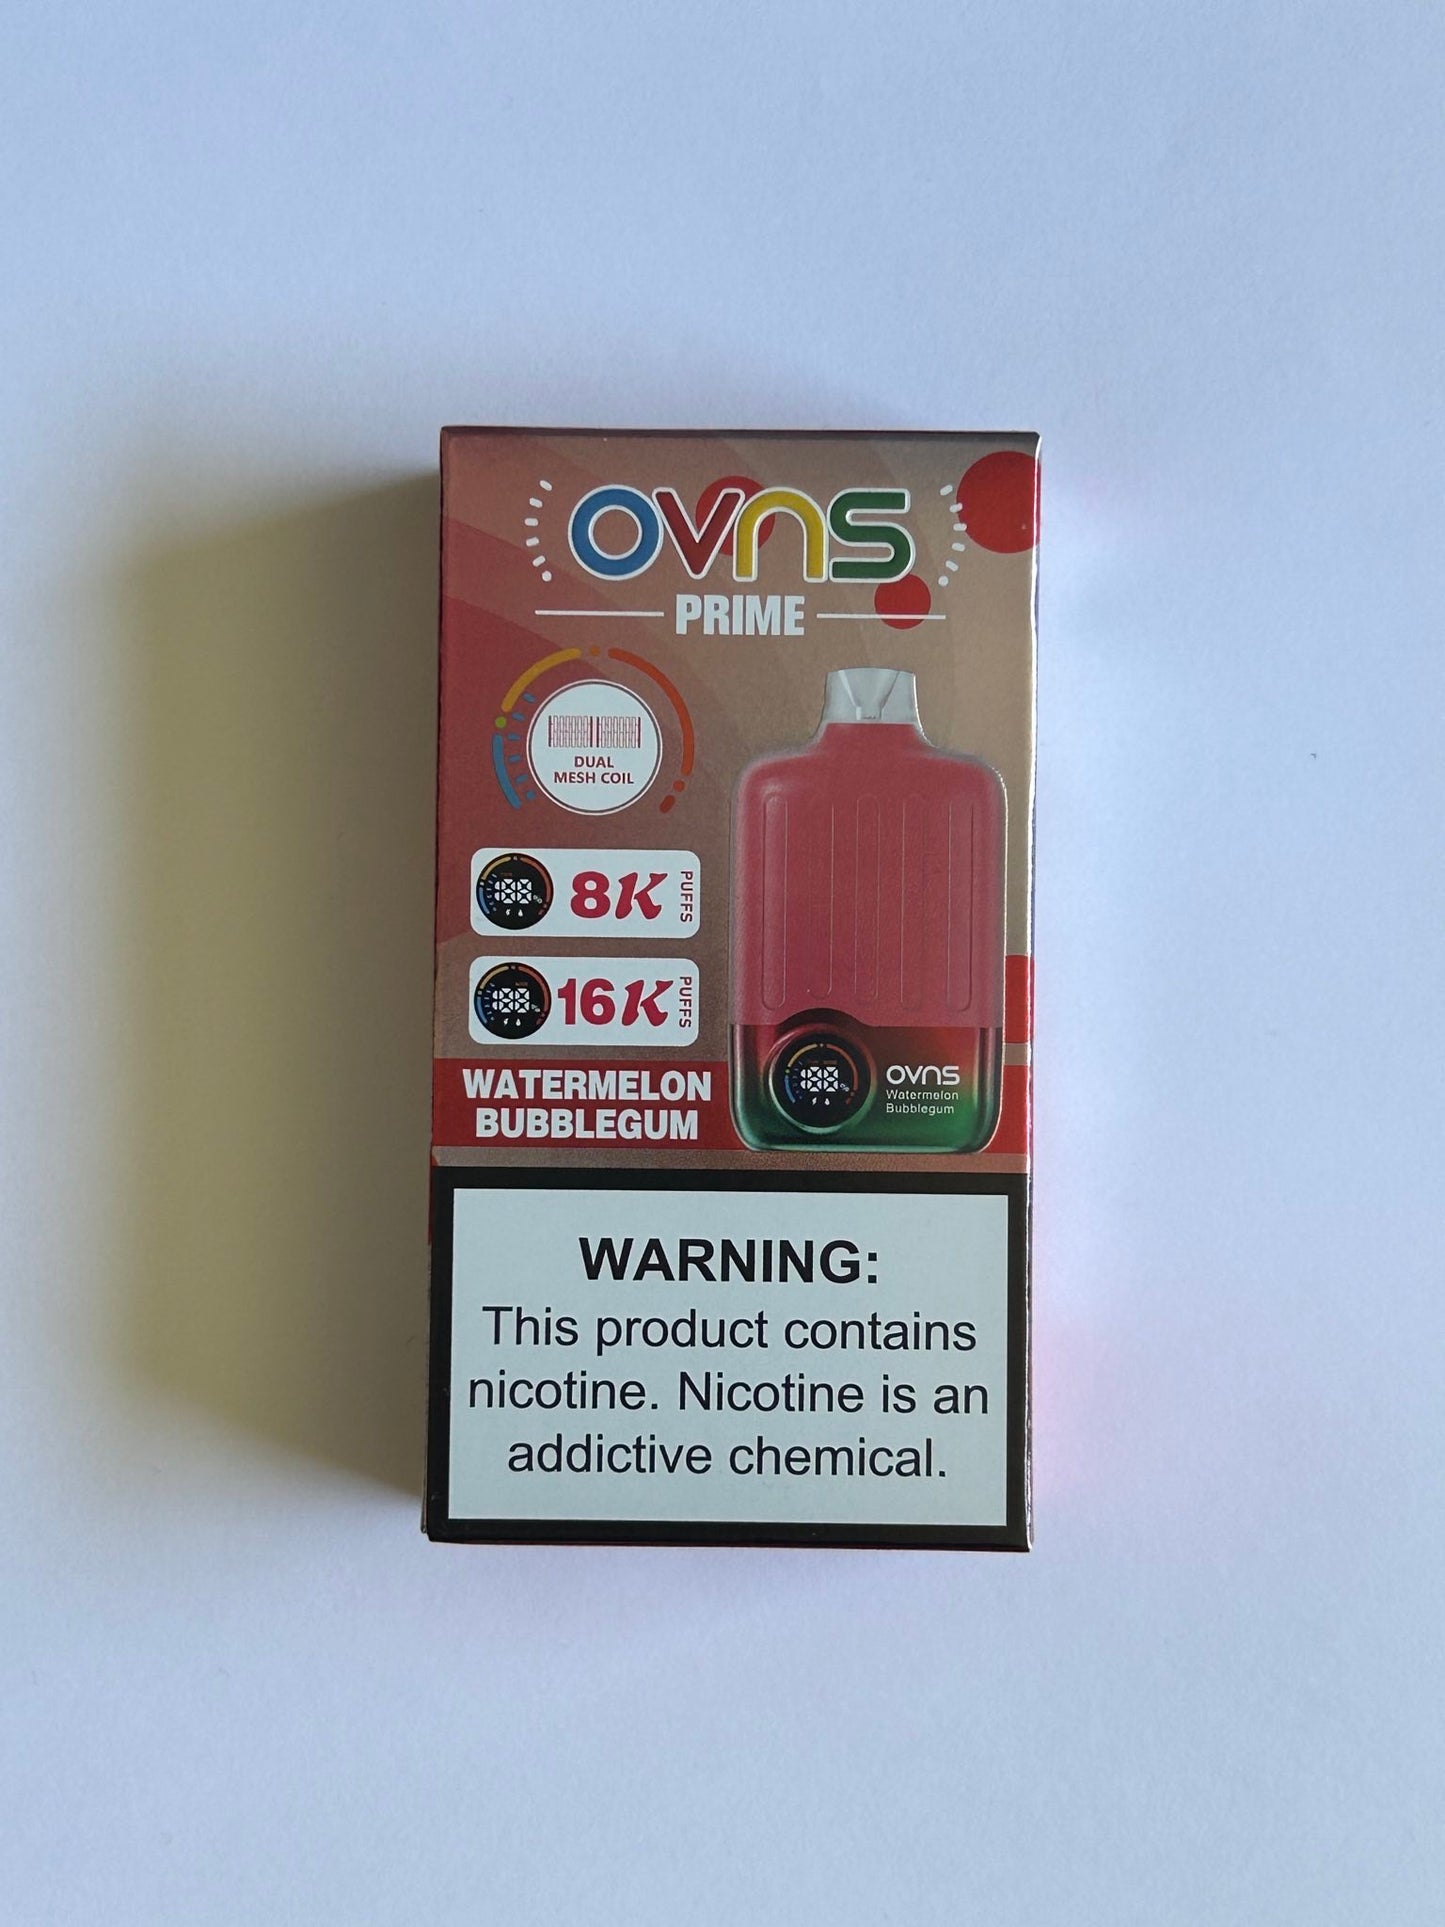 ovns
PRIME
DUAL
MESH COIL
8K PUFFS
16K PUFFS
WATERMELON
BUBBLEGUM
ovns
Watermelon
Bubblegum
WARNING:
This product contains
nicotine. Nicotine is an
addictive chemical.